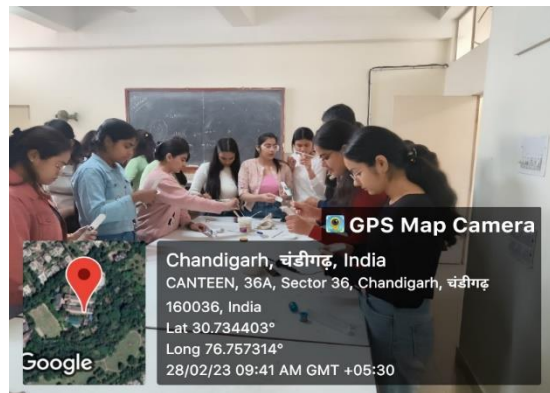 GPS Map Camera
Chandigarh, चंडीगढ़, India
CANTEEN, 36A, Sector 36, Chandigarh, चंडीगढ़
160036, India
Lat 30.734403°
Long 76.757314°
28/02/23 09:41 AM GMT +05:30
Google